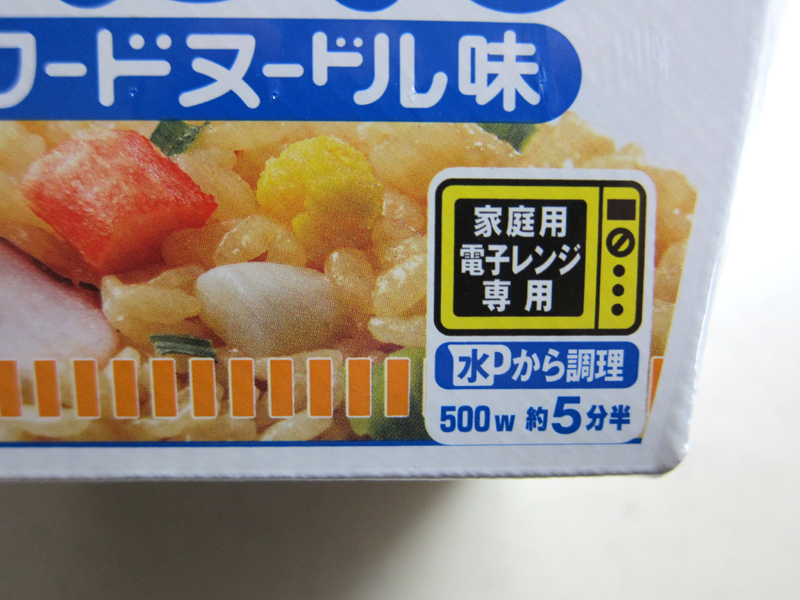 フードヌードル味
家庭用
電子レンジ
専用
水Pから調理
500w 約5分半